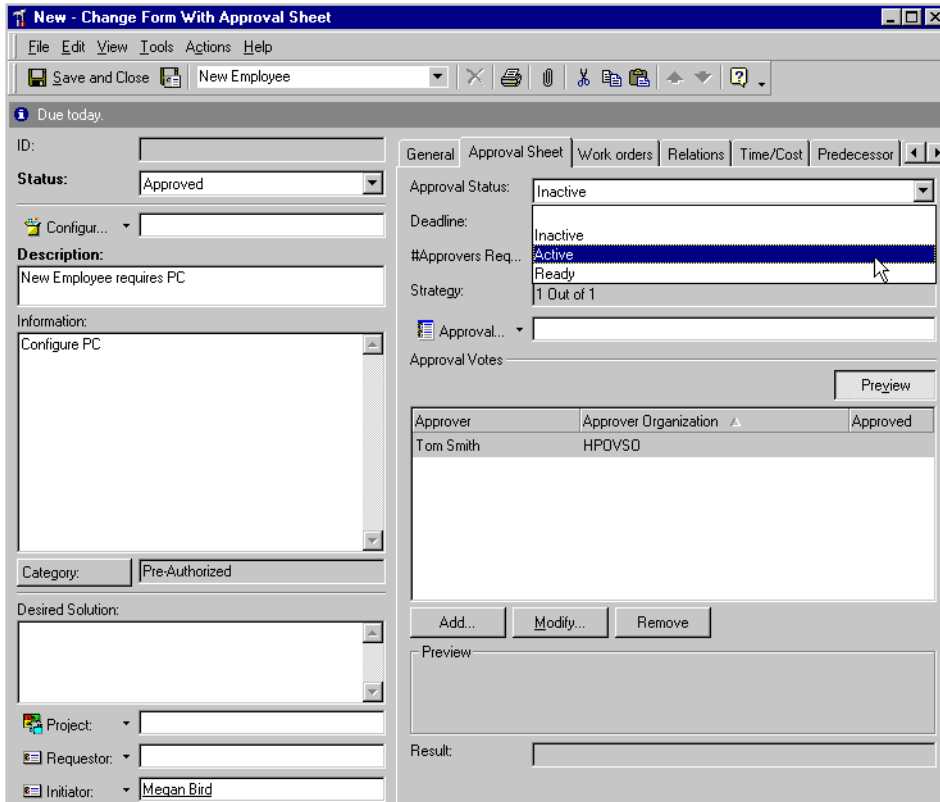 New - Change Form With Approval Sheet
File Edit View Tools Actions Help
Save and Close New Employee
Due today.
ID:
Status: Approved
Configur...
Description:
New Employee requires PC
Information:
Configure PC
Category: Pre-Authorized
Desired Solution:
Project:
Requestor:
Initiator: Megan Bird
General Approval Sheet Work orders Relations Time/Cost Predecessor
Approval Status: Inactive
Deadline:
Inactive
#Approvers Req... Active
Ready
Strategy: 1 Out of 1
Approval...
Approval Votes
Preview
Approver Approver Organization Approved
Tom Smith HPOVSO
Add... Modify... Remove
Preview
Result: